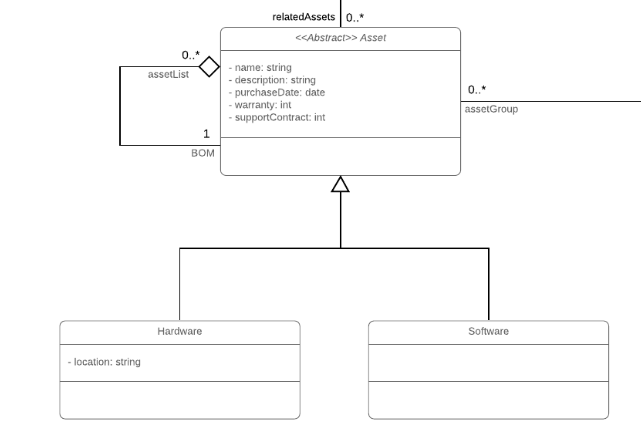 relatedAssets 0..*
<<Abstract>> Asset
0..*
assetList
- name: string
- description: string
- purchaseDate: date
- warranty: int
- supportContract: int
0..*
assetGroup
1
BOM
Hardware
- location: string
Software